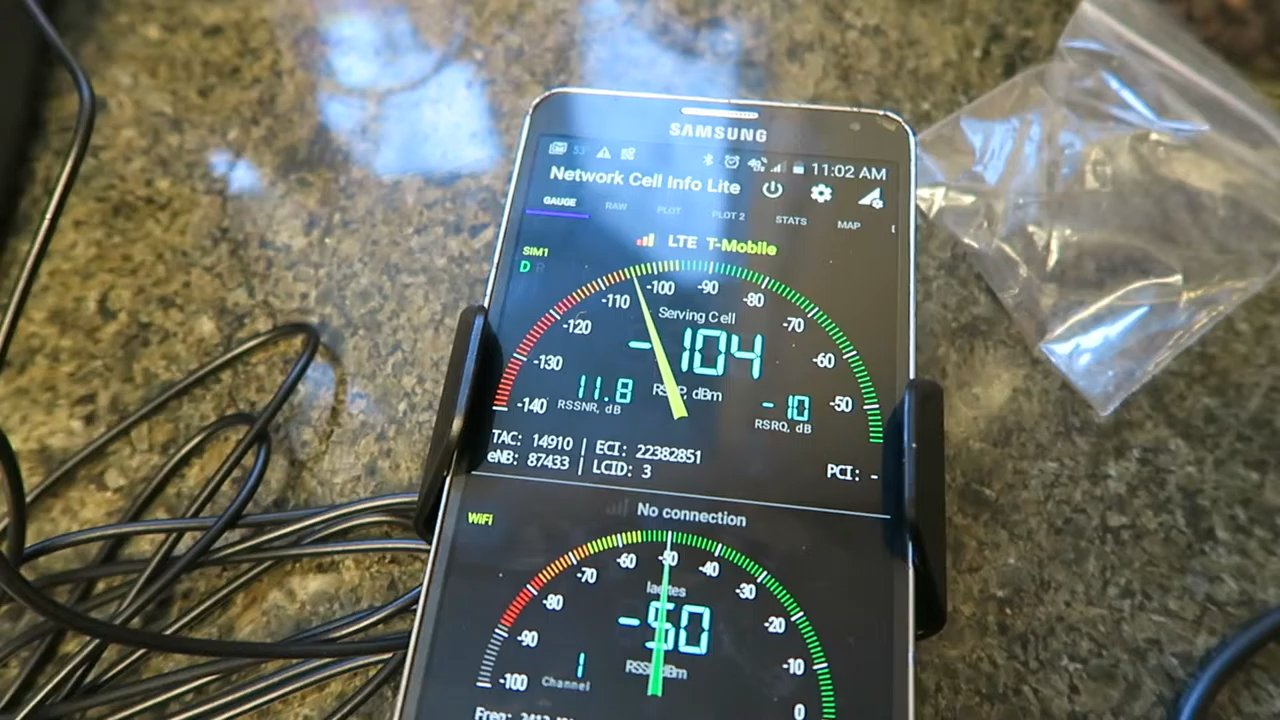 SAMSUNG
53° 11:02 AM
Network Cell Info Lite
GAUGE RAW PLOT PLOT 2 STATS MAP
LTE T-Mobile
SIM1
D R
-140 -130 -120 -110 -100 -90 -80 -70 -60 -50
Serving Cell
-104
11.8
RSSNR, dB
dBm
-10
RSRQ, dB
TAC: 14910 | ECI: 22382851
eNB: 87433 | LCID: 3
PCI: -
No connection
WiFi
-100 -90 -80 -70 -60 -50 -40 -30 -20 -10 0
-50
1
Channel
dBm
Freq: